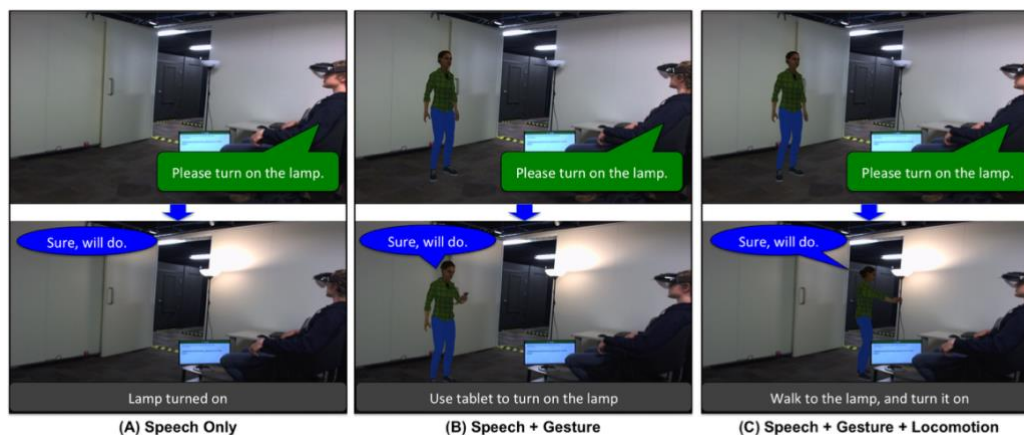 Please turn on the lamp.
Please turn on the lamp.
Please turn on the lamp.
Sure, will do.
Sure, will do.
Sure, will do.
Lamp turned on
Use tablet to turn on the lamp
Walk to the lamp, and turn it on
(A) Speech Only
(B) Speech + Gesture
(C) Speech + Gesture + Locomotion